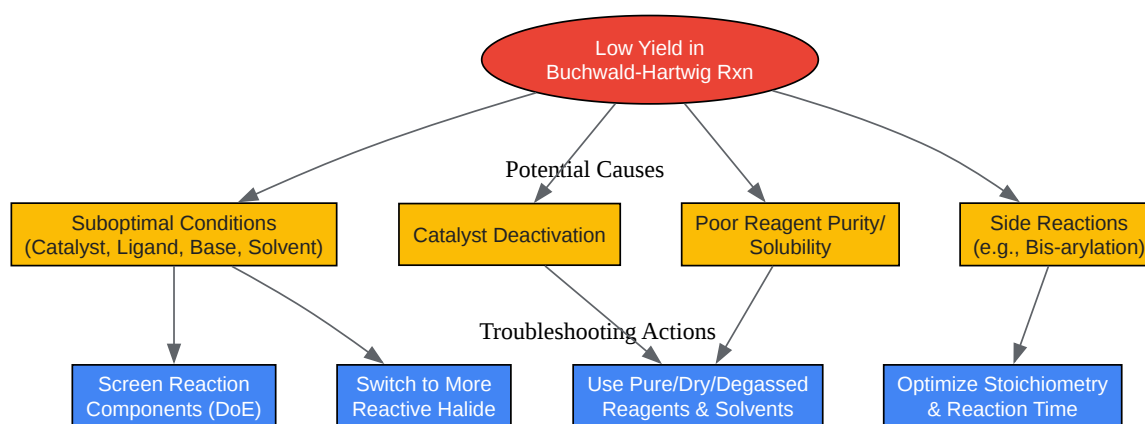 Low Yield in
Buchwald-Hartwig Rxn
Potential Causes
Suboptimal Conditions
(Catalyst, Ligand, Base, Solvent)
Catalyst Deactivation
Poor Reagent Purity/
Solubility
Side Reactions
(e.g., Bis-arylation)
Troubleshooting Actions
Screen Reaction
Components (DoE)
Switch to More
Reactive Halide
Use Pure/Dry/Degassed
Reagents & Solvents
Optimize Stoichiometry
& Reaction Time